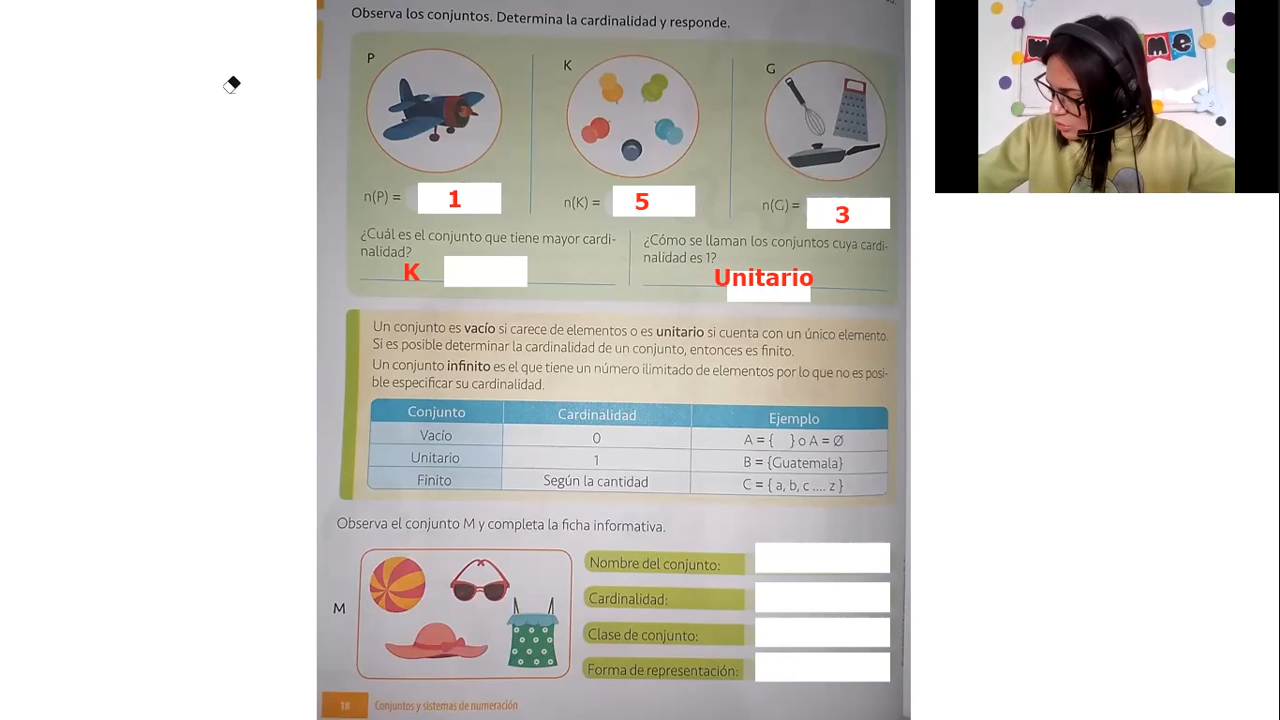 Observa los conjuntos. Determina la cardinalidad y responde.
P
K
G
n(P) = 1
n(K) = 5
n(G) = 3
¿Cuál es el conjunto que tiene mayor cardi-
nalidad?
K
¿Cómo se llaman los conjuntos cuya cardi-
nalidad es 1?
Unitario
Un conjunto es vacío si carece de elementos o es unitario si cuenta con un único elemento.
Si es posible determinar la cardinalidad de un conjunto, entonces es finito.
Un conjunto infinito es el que tiene un número ilimitado de elementos por lo que no es posi-
ble especificar su cardinalidad.
Conjunto Cardinalidad Ejemplo
Vacío 0 A = { } o A = Ø
Unitario 1 B = {Guatemala}
Finito Según la cantidad C = { a, b, c .... z }
Observa el conjunto M y completa la ficha informativa.
M
Nombre del conjunto:
Cardinalidad:
Clase de conjunto:
Forma de representación:
18 Conjuntos y sistemas de numeración